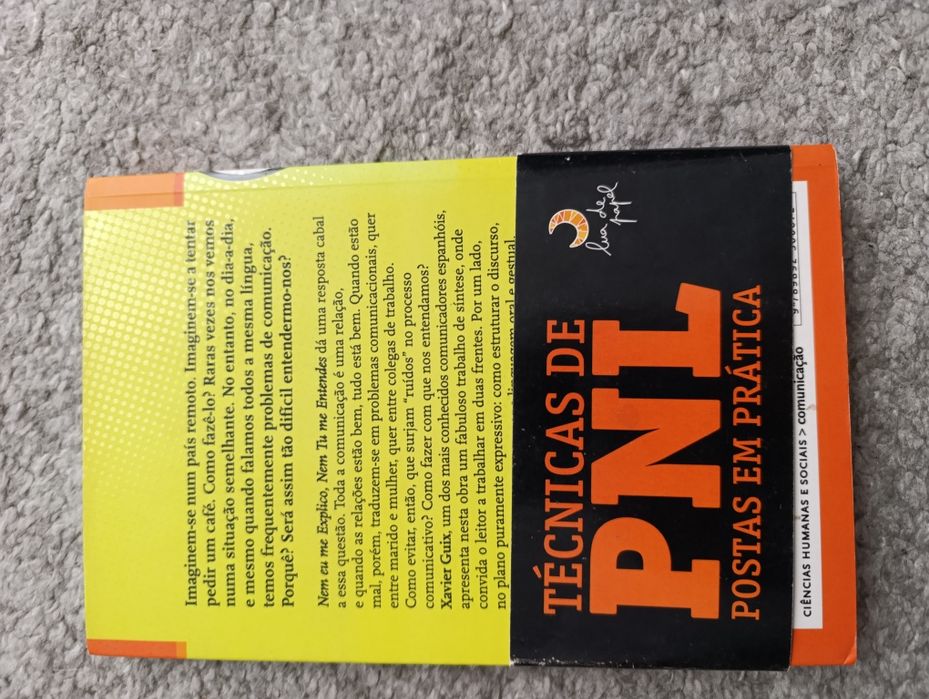 Imaginem-se num país remoto. Imaginem-se a tentar
pedir um café. Como fazê-lo? Raras vezes nos vemos
numa situação semelhante. No entanto, no dia-a-dia,
e mesmo quando falamos todos a mesma língua,
temos frequentemente problemas de comunicação.
Porquê? Será assim tão difícil entendermo-nos?
Nem eu me Explico, Nem Tu me Entendes dá uma resposta cabal
a essa questão. Toda a comunicação é uma relação,
e quando as relações estão bem, tudo está bem. Quando estão
mal, porém, traduzem-se em problemas comunicacionais, quer
entre marido e mulher, quer entre colegas de trabalho.
Como evitar, então, que surjam "ruídos" no processo
comunicativo? Como fazer com que nos entendamos?
Xavier Guix, um dos mais conhecidos comunicadores espanhóis,
apresenta nesta obra um fabuloso trabalho de síntese, onde
convida o leitor a trabalhar em duas frentes. Por um lado,
no plano puramente expressivo: como estruturar o discurso,
linguagem oral e gestual.
TÉCNICAS DE
PNL
POSTAS EM PRÁTICA
lua de
papel
CIÊNCIAS HUMANAS E SOCIAIS > comunicação